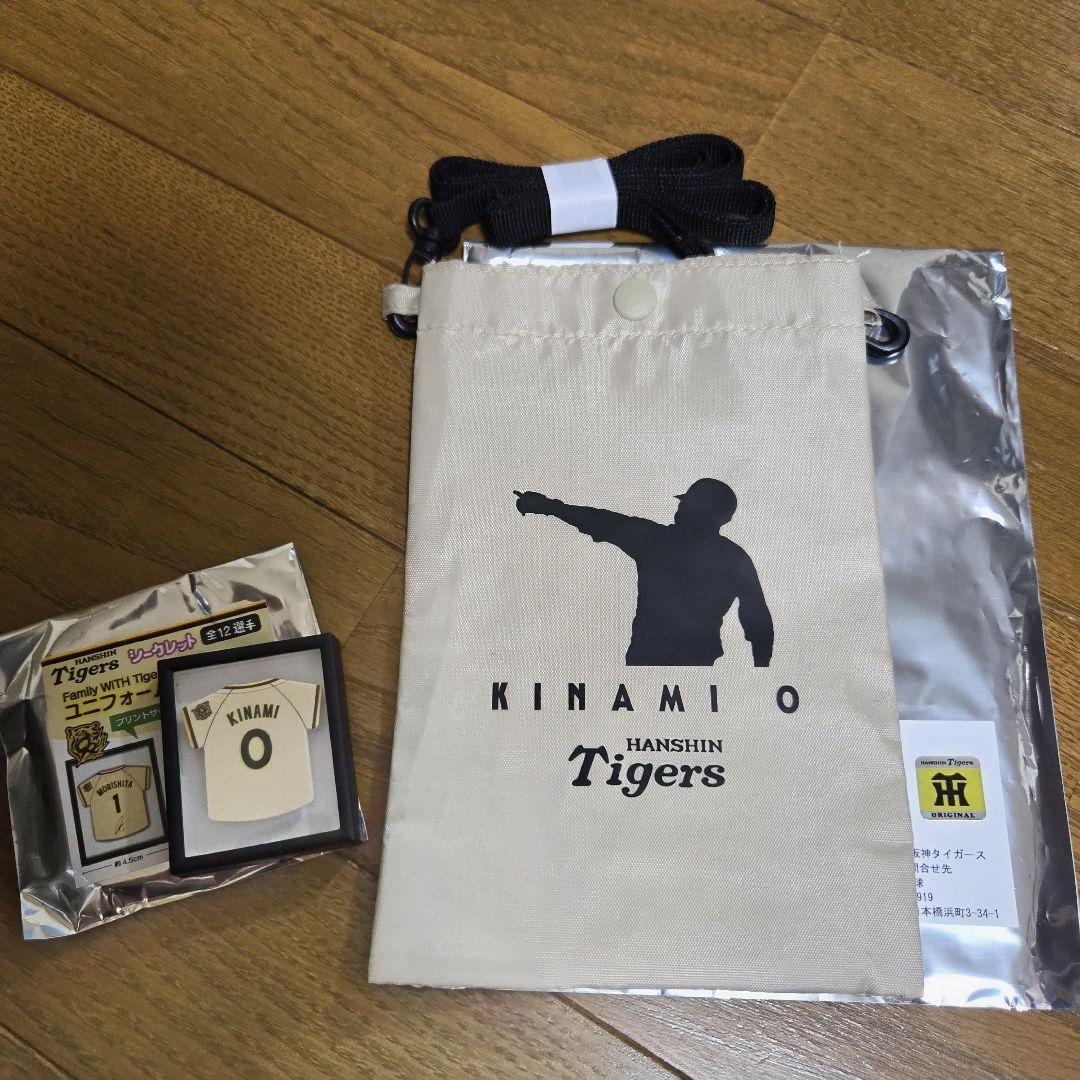 HANSHIN
Tigers
シークレット
全12選手
Family WITH Tige
ユニフォー
プリントサ
MORISHITA
1
約4.5cm
KINAMI
0
KINAMI 0
HANSHIN
Tigers
HANSHIN Tigers
ORIGINAL
阪神タイガース
問合せ先
球
919
本橋浜町3-34-1